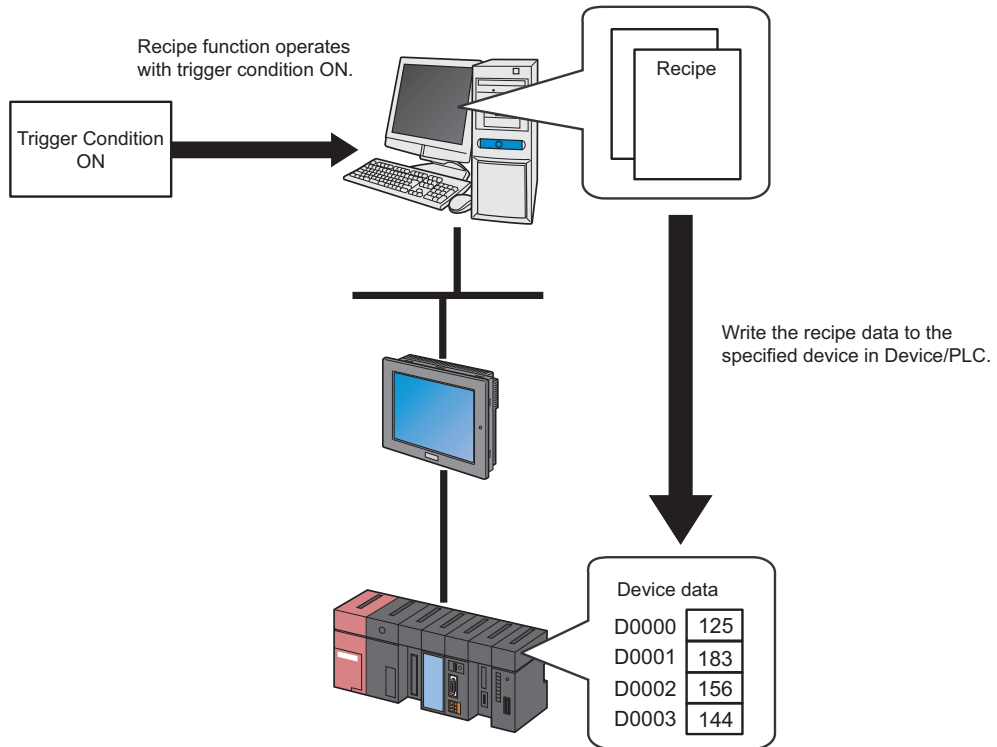 Recipe function operates
with trigger condition ON.
Trigger Condition
ON
Recipe
Write the recipe data to the
specified device in Device/PLC.
Device data
D0000 125
D0001 183
D0002 156
D0003 144